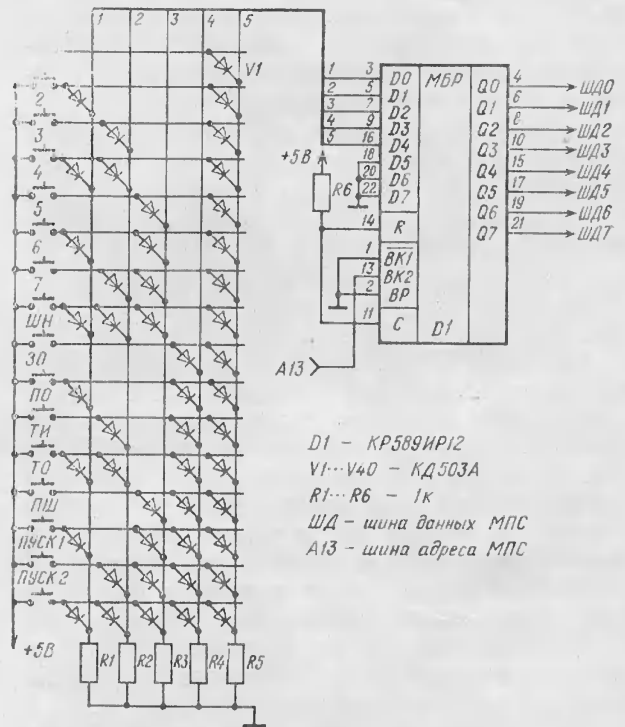 1 2 3 4 5
V1
2
3
4
5
6
7
ШН
ЗО
ПО
ТИ
ТО
ПШ
ПУСК 1
ПУСК 2
+5В
R1 R2 R3 R4 R5
МБР
1 3 D0 Q0 4 ШД0
2 5 D1 Q1 6 ШД1
3 7 D2 Q2 8 ШД2
4 9 D3 Q3 10 ШД3
5 16 D4 Q4 15 ШД4
+5В 18 D5 Q5 17 ШД5
20 D6 Q6 19 ШД6
22 D7 Q7 21 ШД7
R6
14 R
1 ВК1
13 ВК2
2 ВР
11 С D1
А13
D1 – КР589ИР12
V1...V40 – КД503А
R1...R6 – 1к
ШД – шина данных МПС
А13 – шина адреса МПС